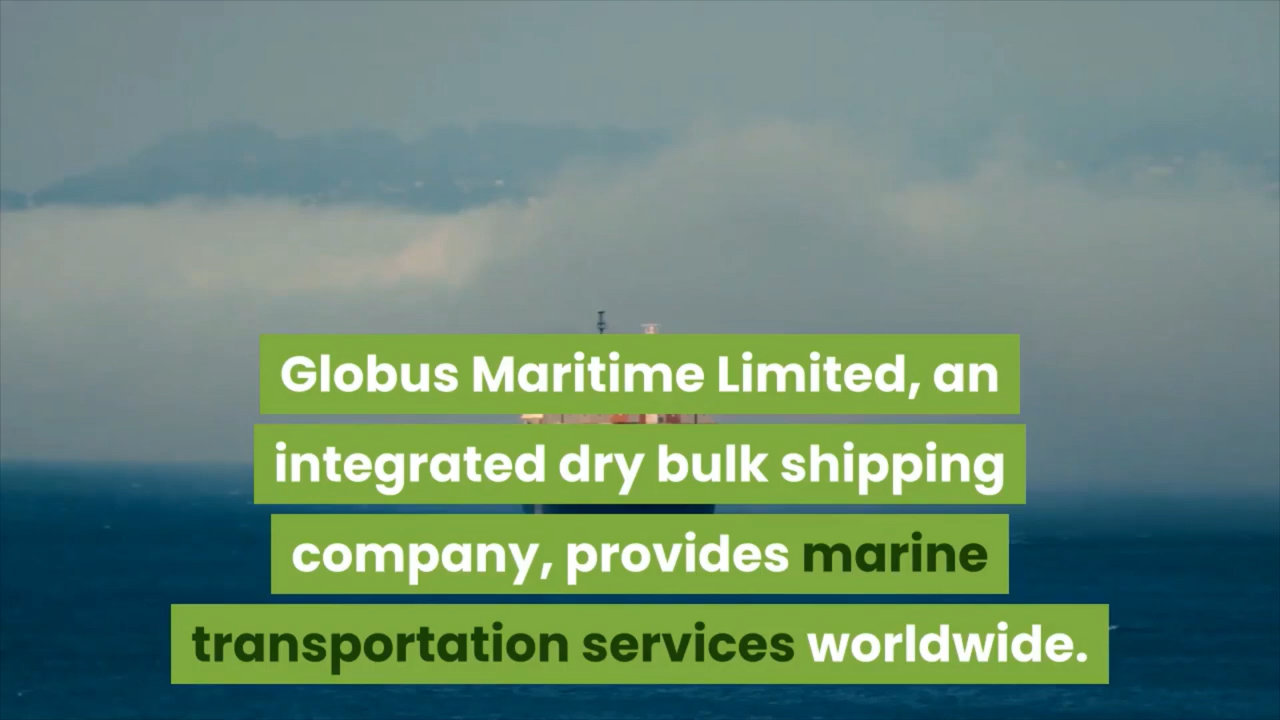 Globus Maritime Limited, an
integrated dry bulk shipping
company, provides marine
transportation services worldwide.